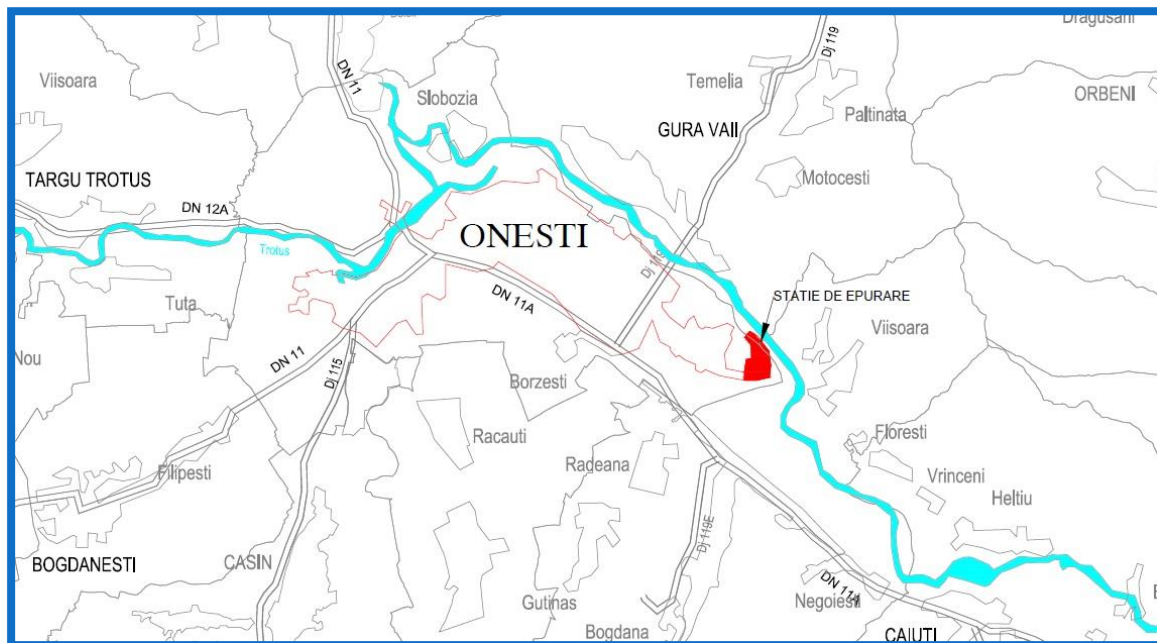 Dragusani
Dj 119
DN 11
Viisoara
Temelia
Slobozia
ORBENI
Paltinata
GURA VAII
Motocesti
TARGU TROTUS
DN 12A
ONESTI
Trotus
STATIE DE EPURARE
Tuta
DN 11A
Viisoara
Nou
DN 11
Dj 115
Borzesti
Racauti
Floresti
Filipesti
Radeana
Vrinceni
Heltiu
Dj 119E
CASIN
BOGDANESTI
DN 11A
Gutinas
Negoiesti
Bogdana
CAIUTI